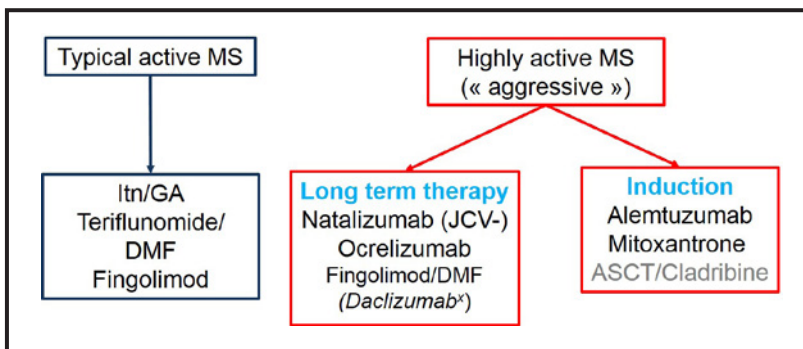 Typical active MS
Highly active MS
(« aggressive »)
Itn/GA
Teriflunomide/
DMF
Fingolimod
Long term therapy
Natalizumab (JCV-)
Ocrelizumab
Fingolimod/DMF
(Daclizumabˣ)
Induction
Alemtuzumab
Mitoxantrone
ASCT/Cladribine